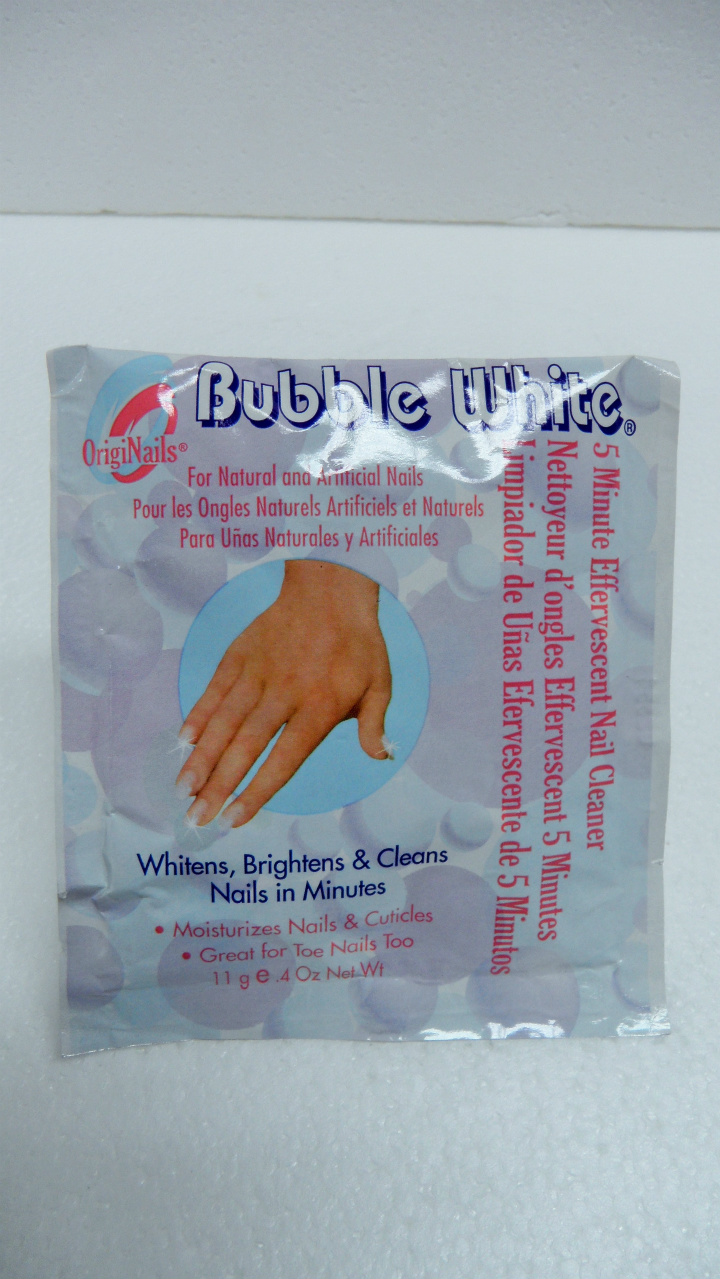 Bubble White®
OrigiNails®
For Natural and Artificial Nails
Pour les Ongles Naturels Artificiels et Naturels
Para Uñas Naturales y Artificiales
5 Minute Effervescent Nail Cleaner
Nettoyeur d'ongles Effervescent 5 Minutes
Limpiador de Uñas Efervescente de 5 Minutos
Whitens, Brightens & Cleans
Nails in Minutes
• Moisturizes Nails & Cuticles
• Great for Toe Nails Too
11 g e .4 Oz Net Wt